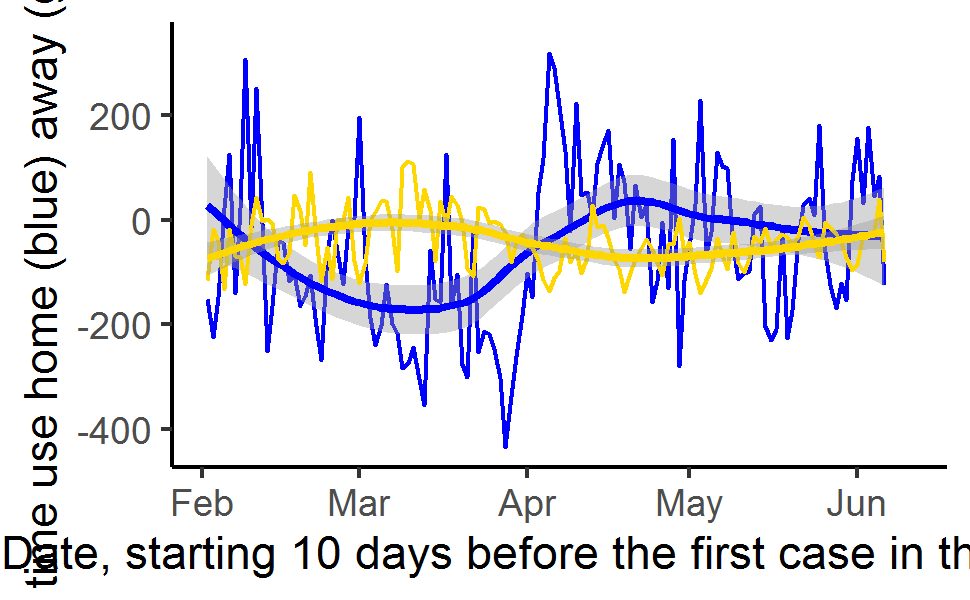 time use home (blue) away (
200
0
-200
-400
Feb Mar Apr May Jun
Date, starting 10 days before the first case in th